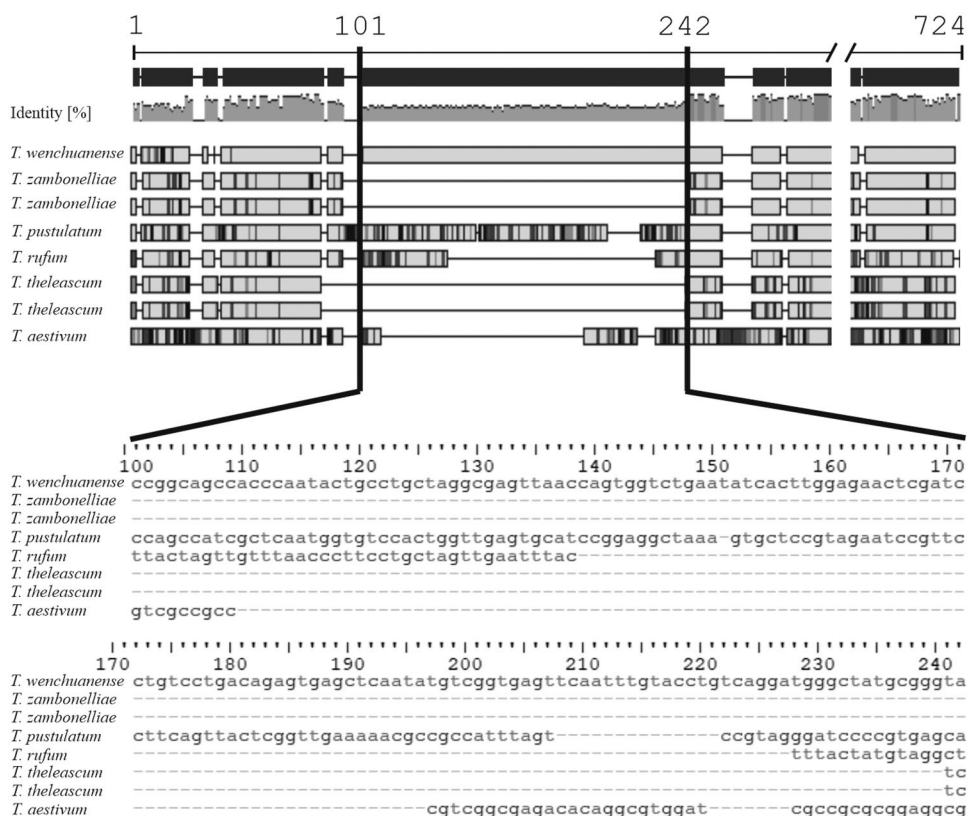 1 101 242 724
Identity [%]
T. wenchuanense
T. zambonelliae
T. zambonelliae
T. pustulatum
T. rufum
T. theleascum
T. theleascum
T. aestivum
100 110 120 130 140 150 160 170
T. wenchuanense ccggcagccacccaatactgcctgctaggcgagttaaccagtggtctgaatatcacttggagaactcgatc
T. zambonelliae -----------------------------------------------------------------------
T. zambonelliae -----------------------------------------------------------------------
T. pustulatum ccagccatcgctcaatggtgtccactggttgagtgcatccggaggctaaa-gtgctccgtagaatccgttc
T. rufum ttactagttgtttaacccttcctgctagttgaatttac---------------------------------
T. theleascum -----------------------------------------------------------------------
T. theleascum -----------------------------------------------------------------------
T. aestivum gtcgccgcc--------------------------------------------------------------
170 180 190 200 210 220 230 240
T. wenchuanense ctgtcctgacagagtgagctcaatatgtcggtgagttcaatttgtacctgtcaggatgggctatgcgggta
T. zambonelliae -----------------------------------------------------------------------
T. zambonelliae -----------------------------------------------------------------------
T. pustulatum cttcagttactcggttgaaaaacgccgccatttagt--------------ccgtagggatccccgtgagca
T. rufum --------------------------------------------------------tttactatgtaggct
T. theleascum ---------------------------------------------------------------------tc
T. theleascum ---------------------------------------------------------------------tc
T. aestivum -------------------------cgtcggcgagacacaggcgtggat-------cgccgcgcggaggcg